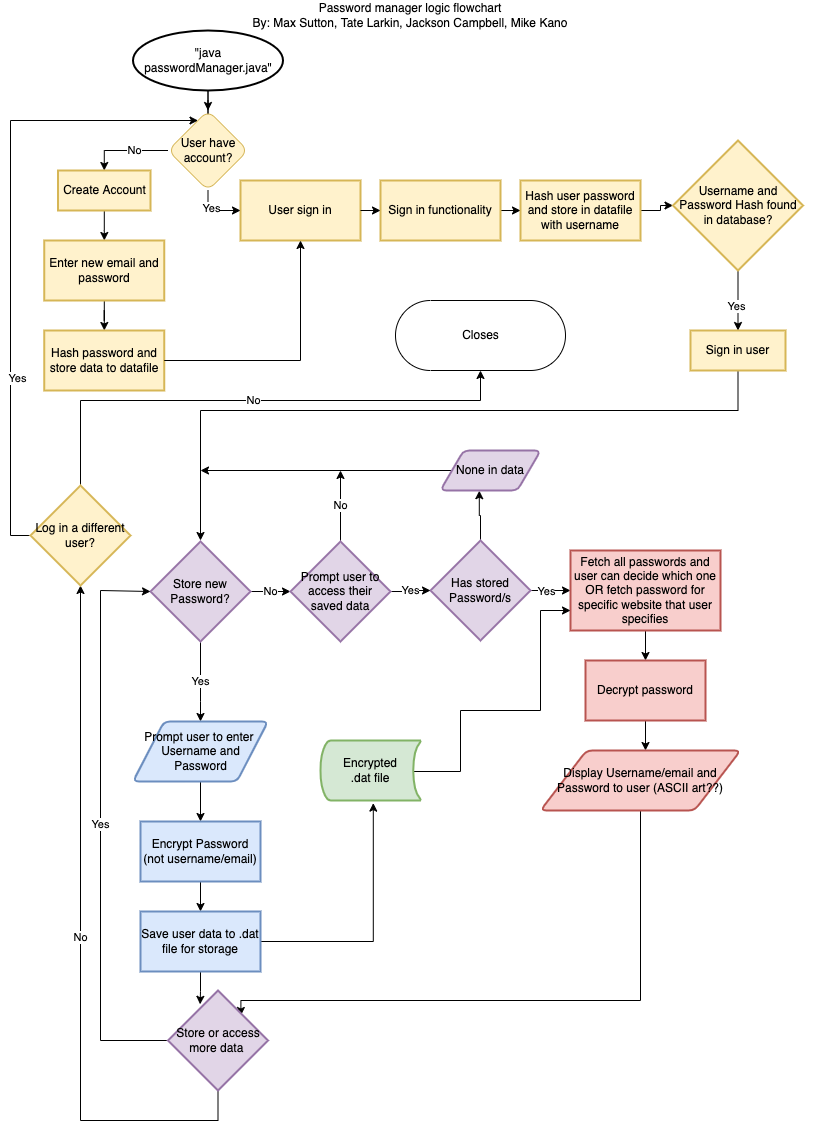 Password manager logic flowchart
By: Max Sutton, Tate Larkin, Jackson Campbell, Mike Kano
"java
passwordManager.java"
User have
account?
No
Yes
Create Account
User sign in
Sign in functionality
Hash user password
and store in datafile
with username
Username and
Password Hash found
in database?
Enter new email and
password
Yes
Hash password and
store data to datafile
Closes
Sign in user
Yes
No
None in data
No
Log in a different
user?
Store new
Password?
No
Prompt user to
access their
saved data
Yes
Has stored
Password/s
Yes
Fetch all passwords and
user can decide which one
OR fetch password for
specific website that user
specifies
Yes
Decrypt password
Prompt user to enter
Username and
Password
Encrypted
.dat file
Display Username/email and
Password to user (ASCII art??)
Yes
Encrypt Password
(not username/email)
No
Save user data to .dat
file for storage
Store or access
more data